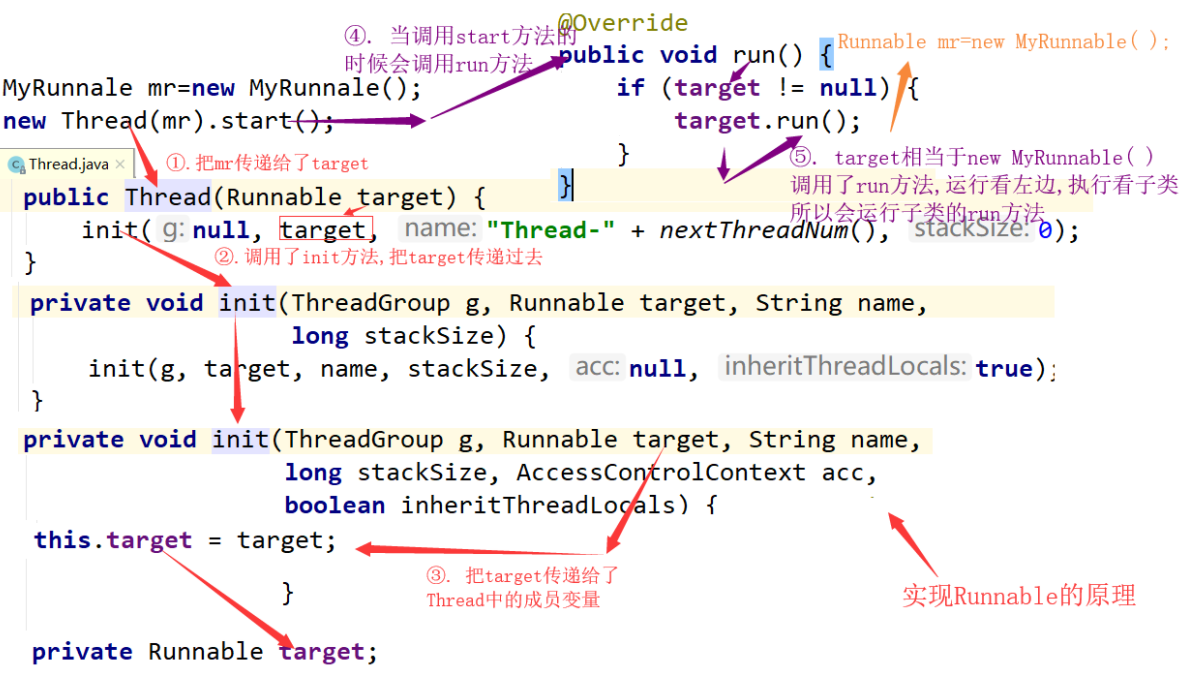 @Override
④. 当调用start方法的
时候会调用run方法
public void run() {
Runnable mr=new MyRunnable( );
MyRunnale mr=new MyRunnale();
if (target != null) {
new Thread(mr).start();
target.run();
}
Thread.java ×
①.把mr传递给了target
⑤. target相当于new MyRunnable( )
调用了run方法,运行看左边,执行看子类
所以会运行子类的run方法
}
public Thread(Runnable target) {
init( g: null, target, name: "Thread-" + nextThreadNum(), stackSize: 0);
②.调用了init方法,把target传递过去
}
private void init(ThreadGroup g, Runnable target, String name,
long stackSize) {
init(g, target, name, stackSize, acc: null, inheritThreadLocals: true);
}
private void init(ThreadGroup g, Runnable target, String name,
long stackSize, AccessControlContext acc,
boolean inheritThreadLocals) {
this.target = target;
③. 把target传递给了
Thread中的成员变量
}
实现Runnable的原理
private Runnable target;